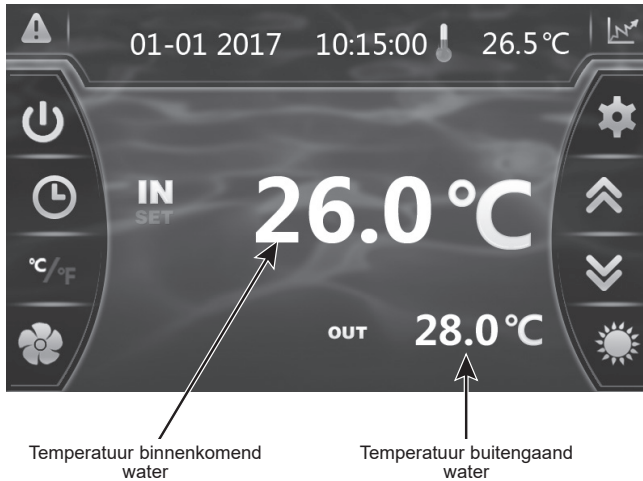 01-01 2017 10:15:00 26.5°C
IN
SET
26.0°C
°C/°F
OUT 28.0°C
Temperatuur binnenkomend
water
Temperatuur buitengaand
water